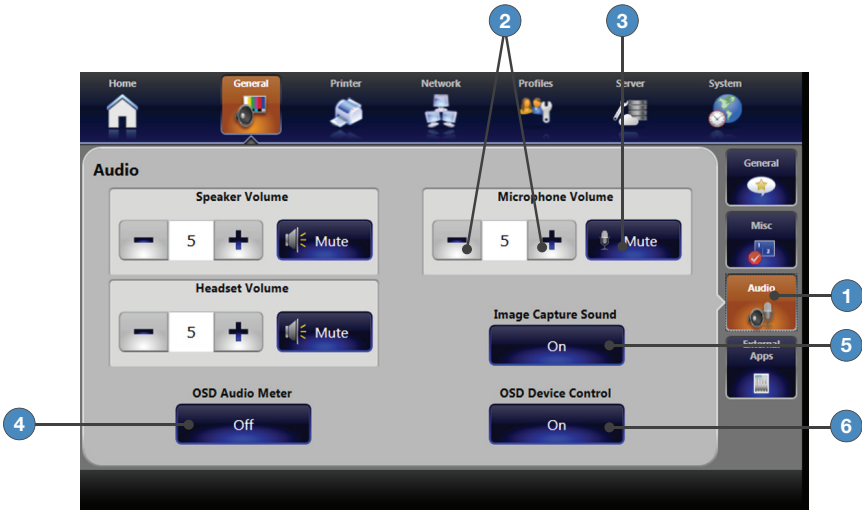 2 3
Home General Printer Network Profiles Server System
Audio
General
Speaker Volume Microphone Volume
Misc
5 Mute 5 Mute
Headset Volume
Audio
1
Image Capture Sound
5 Mute
On
External
Apps
5
OSD Audio Meter OSD Device Control
4 Off On 6